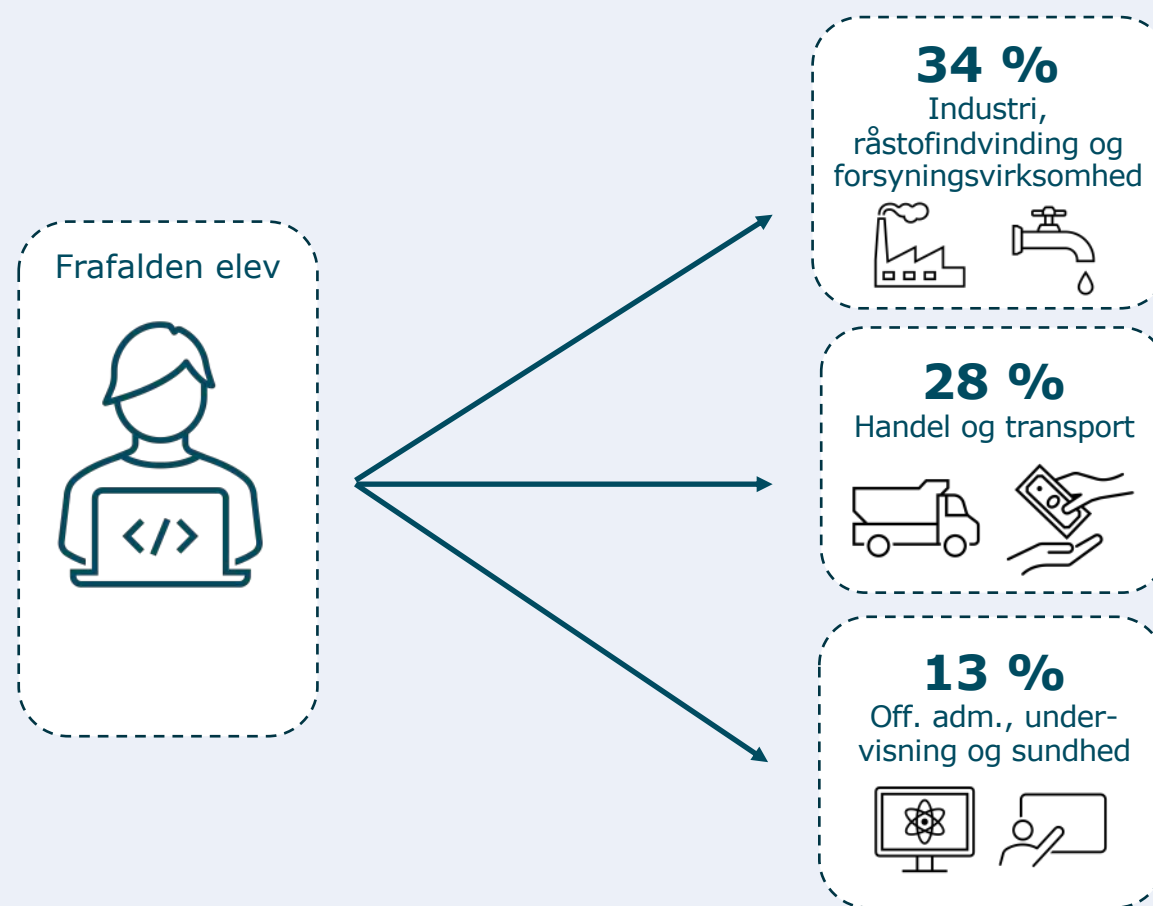 Frafalden elev
</>
34 %
Industri,
råstofindvinding og
forsyningsvirksomhed
28 %
Handel og transport
13 %
Off. adm., under-
visning og sundhed